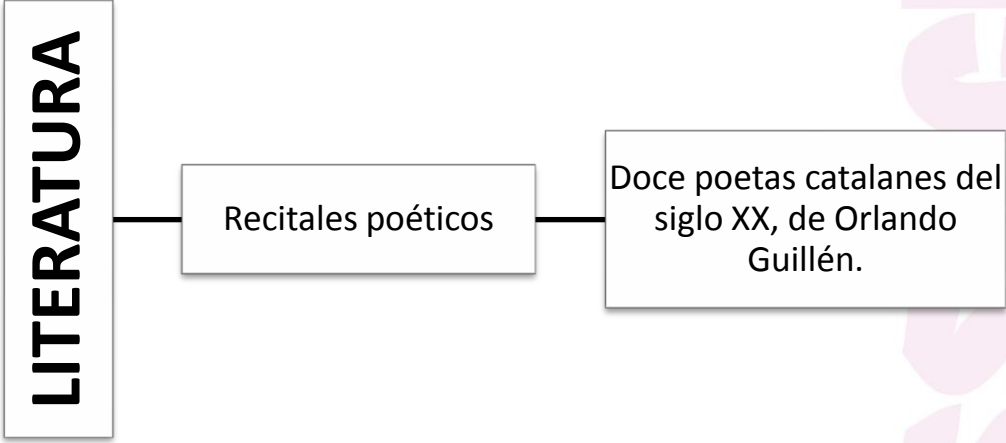 LITERATURA
Recitales poéticos
Doce poetas catalanes del
siglo XX, de Orlando
Guillén.